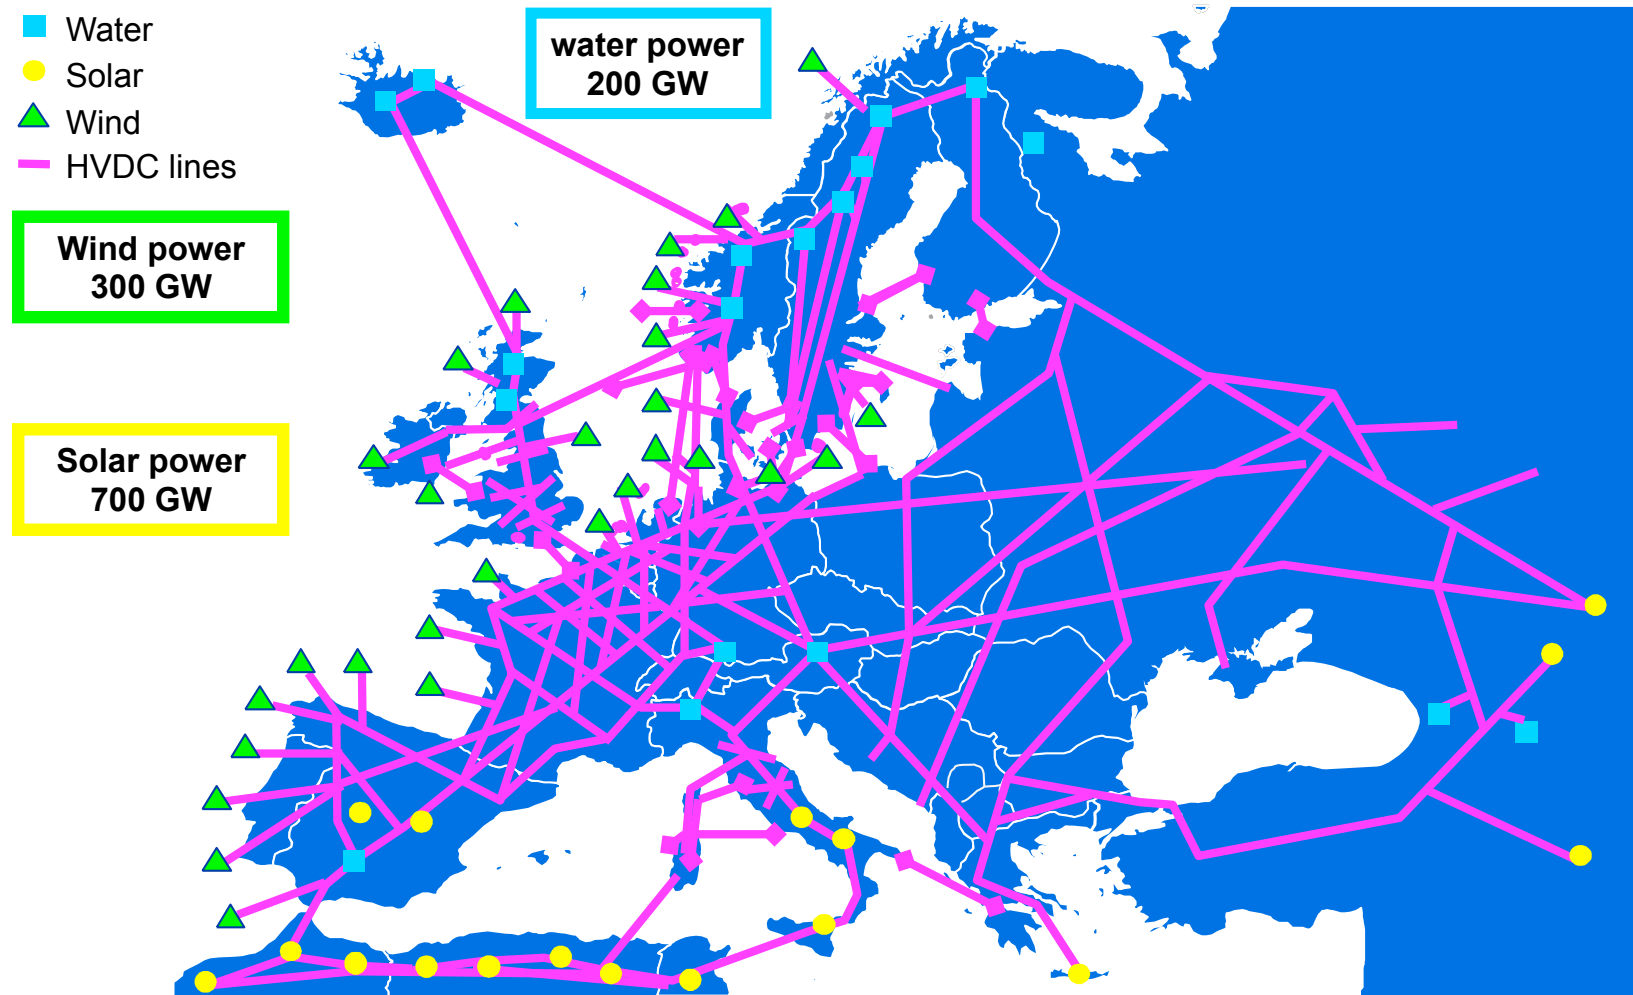 Water
Solar
Wind
HVDC lines
water power
200 GW
Wind power
300 GW
Solar power
700 GW